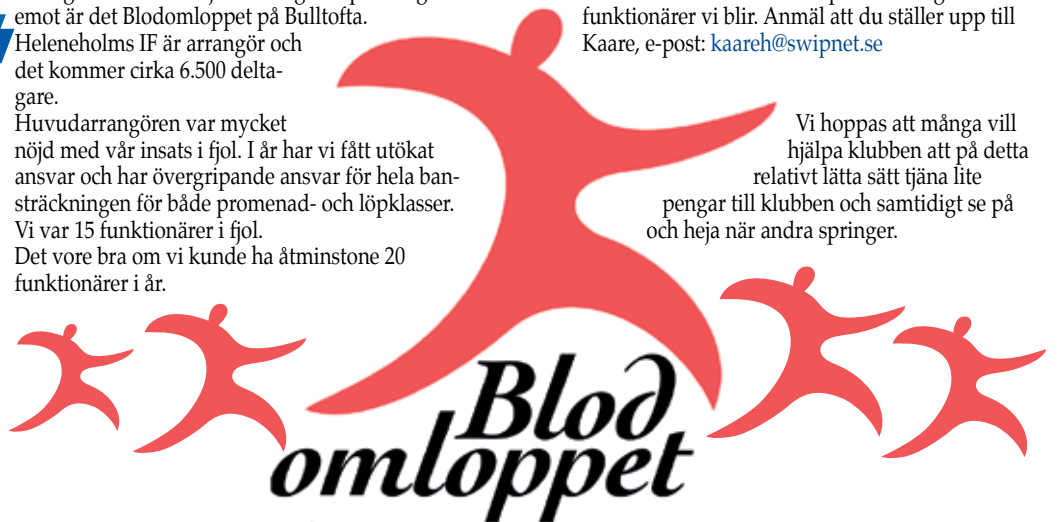 emot är det Blodomloppet på Bulltofta.
Heleneholms IF är arrangör och
det kommer cirka 6.500 delta-
gare.
Huvudarrangören var mycket
nöjd med vår insats i fjol. I år har vi fått utökat
ansvar och har övergripande ansvar för hela ban-
sträckningen för både promenad- och löpklasser.
Vi var 15 funktionärer i fjol.
Det vore bra om vi kunde ha åtminstone 20
funktionärer i år.
funktionärer vi blir. Anmäl att du ställer upp till
Kaare, e-post: kaareh@swipnet.se
Vi hoppas att många vill
hjälpa klubben att på detta
relativt lätta sätt tjäna lite
pengar till klubben och samtidigt se på
och heja när andra springer.
Blod
omloppet